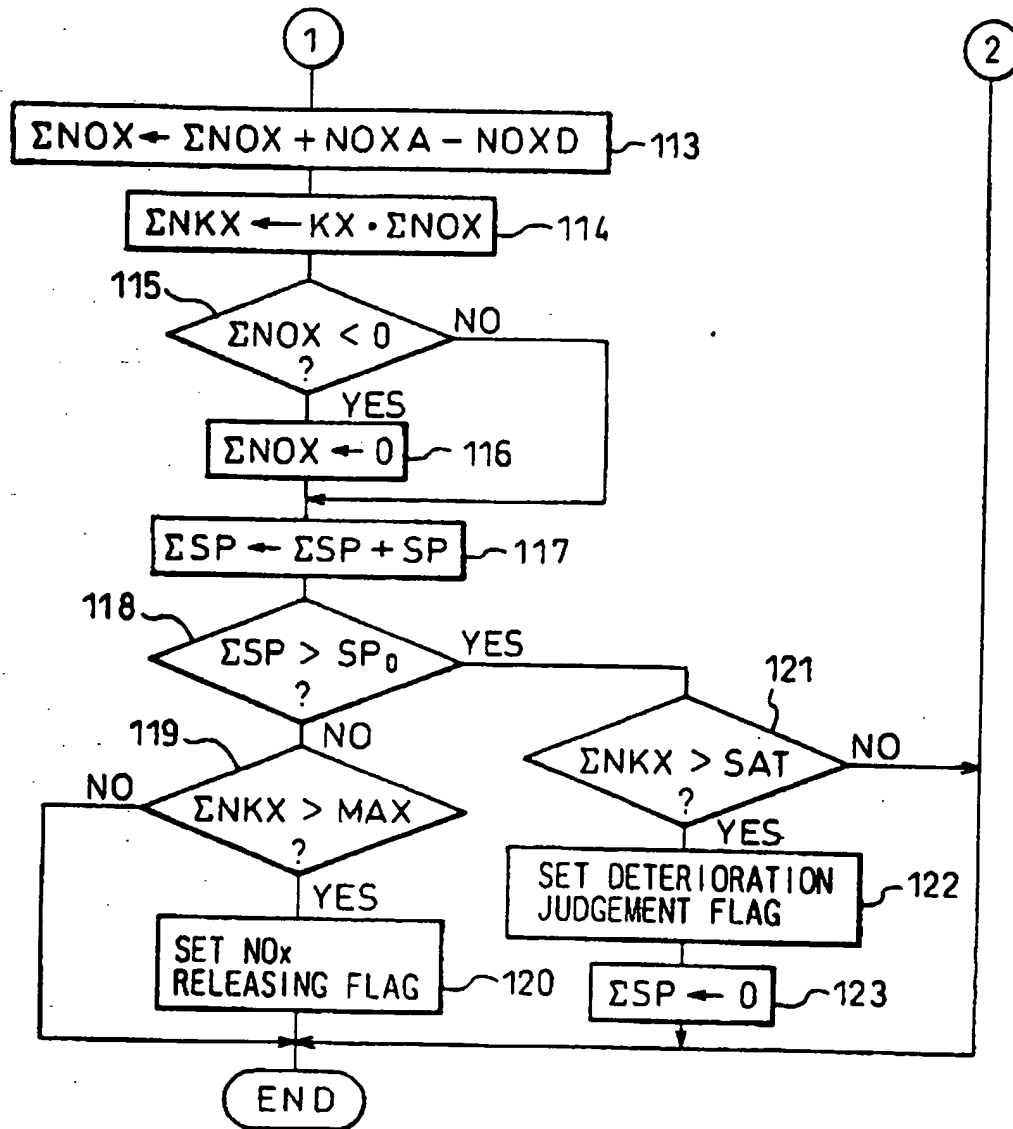 1
2
ΣNOX ← ΣNOX + NOXA − NOXD
113
ΣNKX ← KX · ΣNOX
114
115
ΣNOX < 0
?
NO
YES
ΣNOX ← 0
116
ΣSP ← ΣSP + SP
117
118
ΣSP > SP₀
?
YES
NO
121
ΣNKX > SAT
?
NO
YES
119
NO
ΣNKX > MAX
?
YES
SET DETERIORATION
JUDGEMENT FLAG
122
SET NOx
RELEASING FLAG
120
ΣSP ← 0
123
END